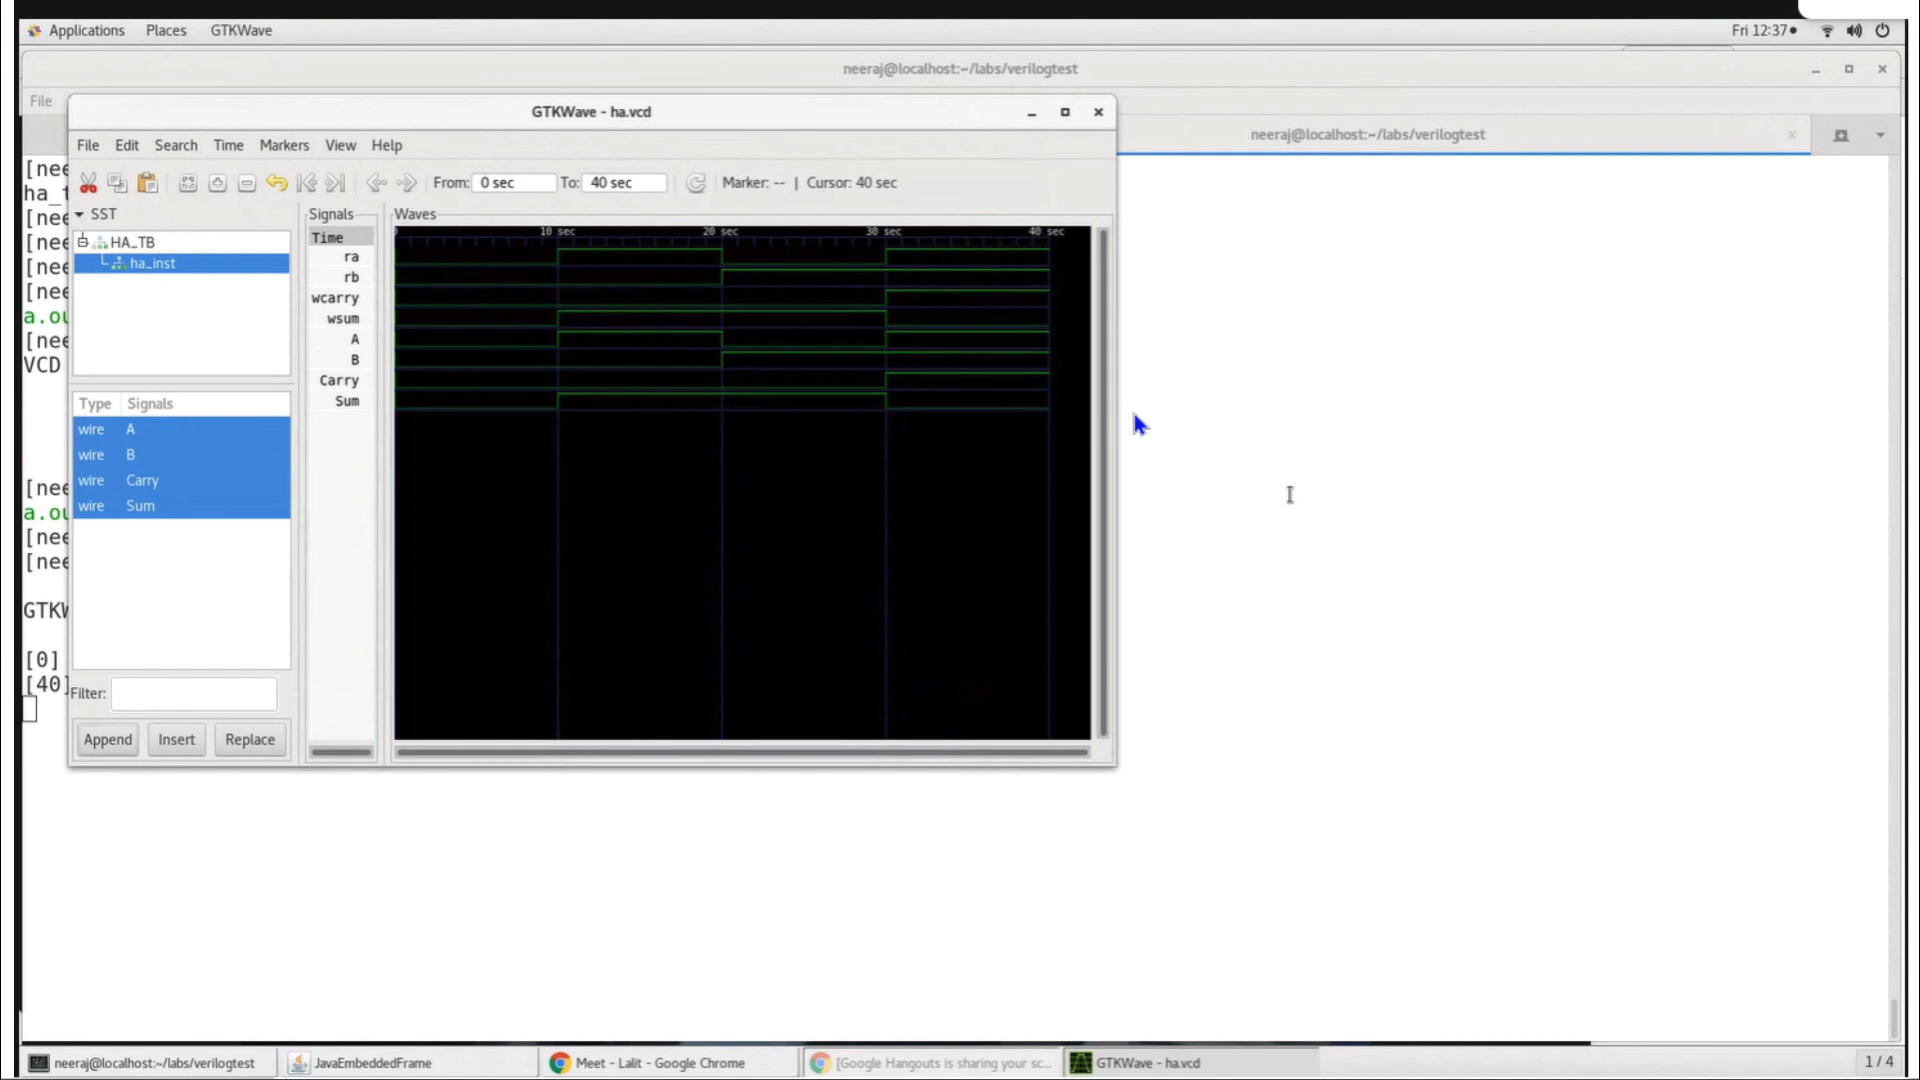 Applications Places GTKWave Fri 12:37
neeraj@localhost:~/labs/verilogtest
File
GTKWave - ha.vcd
neeraj@localhost:~/labs/verilogtest
File Edit Search Time Markers View Help
From: 0 sec To: 40 sec Marker: -- | Cursor: 40 sec
SST
HA_TB
ha_inst
Type Signals
wire A
wire B
wire Carry
wire Sum
Filter:
Append Insert Replace
Signals
Time
ra
rb
wcarry
wsum
A
B
Carry
Sum
Waves
10 sec 20 sec 30 sec 40 sec
[nee
ha_t
[nee
[nee
[nee
[nee
a.ou
[nee
VCD
[nee
a.ou
[nee
[nee
GTKW
[0]
[40]
neeraj@localhost:~/labs/verilogtest JavaEmbeddedFrame Meet - Lalit - Google Chrome [Google Hangouts is sharing your sc... GTKWave - ha.vcd 1 / 4